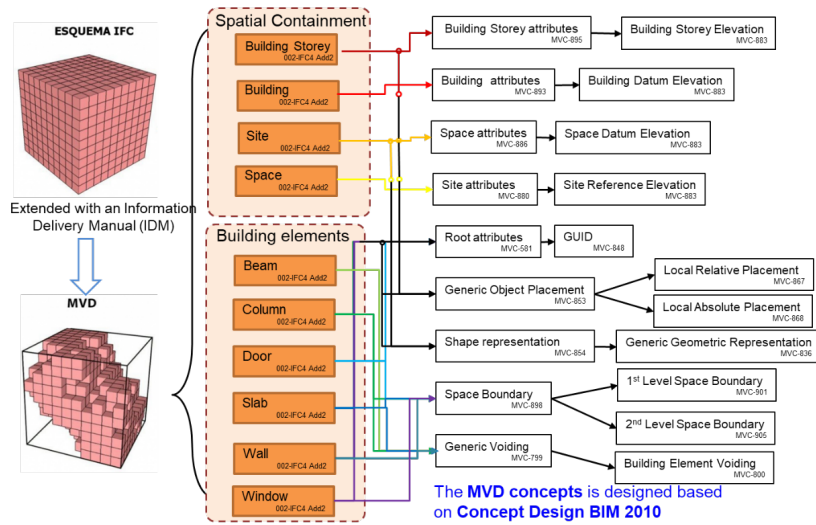 ESQUEMA IFC
Extended with an Information
Delivery Manual (IDM)
MVD
Spatial Containment
Building Storey
002-IFC4 Add2
Building
002-IFC4 Add2
Site
002-IFC4 Add2
Space
002-IFC4 Add2
Building elements
Beam
002-IFC4 Add2
Column
002-IFC4 Add2
Door
002-IFC4 Add2
Slab
002-IFC4 Add2
Wall
002-IFC4 Add2
Window
002-IFC4 Add2
Building Storey attributes
MVC-895
Building Storey Elevation
MVC-883
Building attributes
MVC-893
Building Datum Elevation
MVC-883
Space attributes
MVC-886
Space Datum Elevation
MVC-883
Site attributes
MVC-880
Site Reference Elevation
MVC-883
Root attributes
MVC-581
GUID
MVC-848
Generic Object Placement
MVC-853
Local Relative Placement
MVC-867
Local Absolute Placement
MVC-868
Shape representation
MVC-854
Generic Geometric Representation
MVC-836
Space Boundary
MVC-898
1st Level Space Boundary
MVC-901
2nd Level Space Boundary
MVC-905
Generic Voiding
MVC-799
Building Element Voiding
MVC-800
The MVD concepts is designed based
on Concept Design BIM 2010